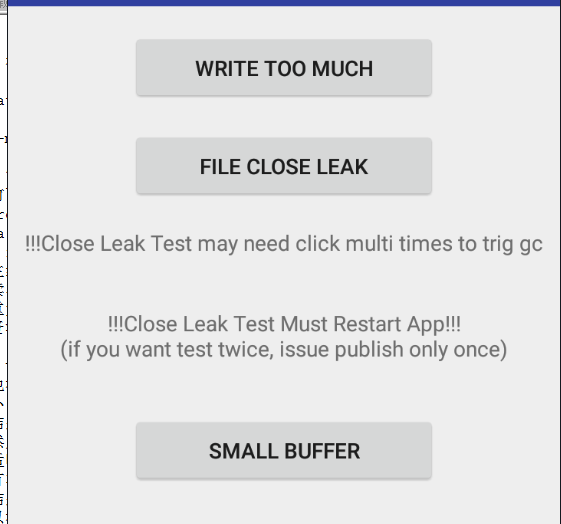 WRITE TOO MUCH
FILE CLOSE LEAK
!!!Close Leak Test may need click multi times to trig gc
!!!Close Leak Test Must Restart App!!!
(if you want test twice, issue publish only once)
SMALL BUFFER